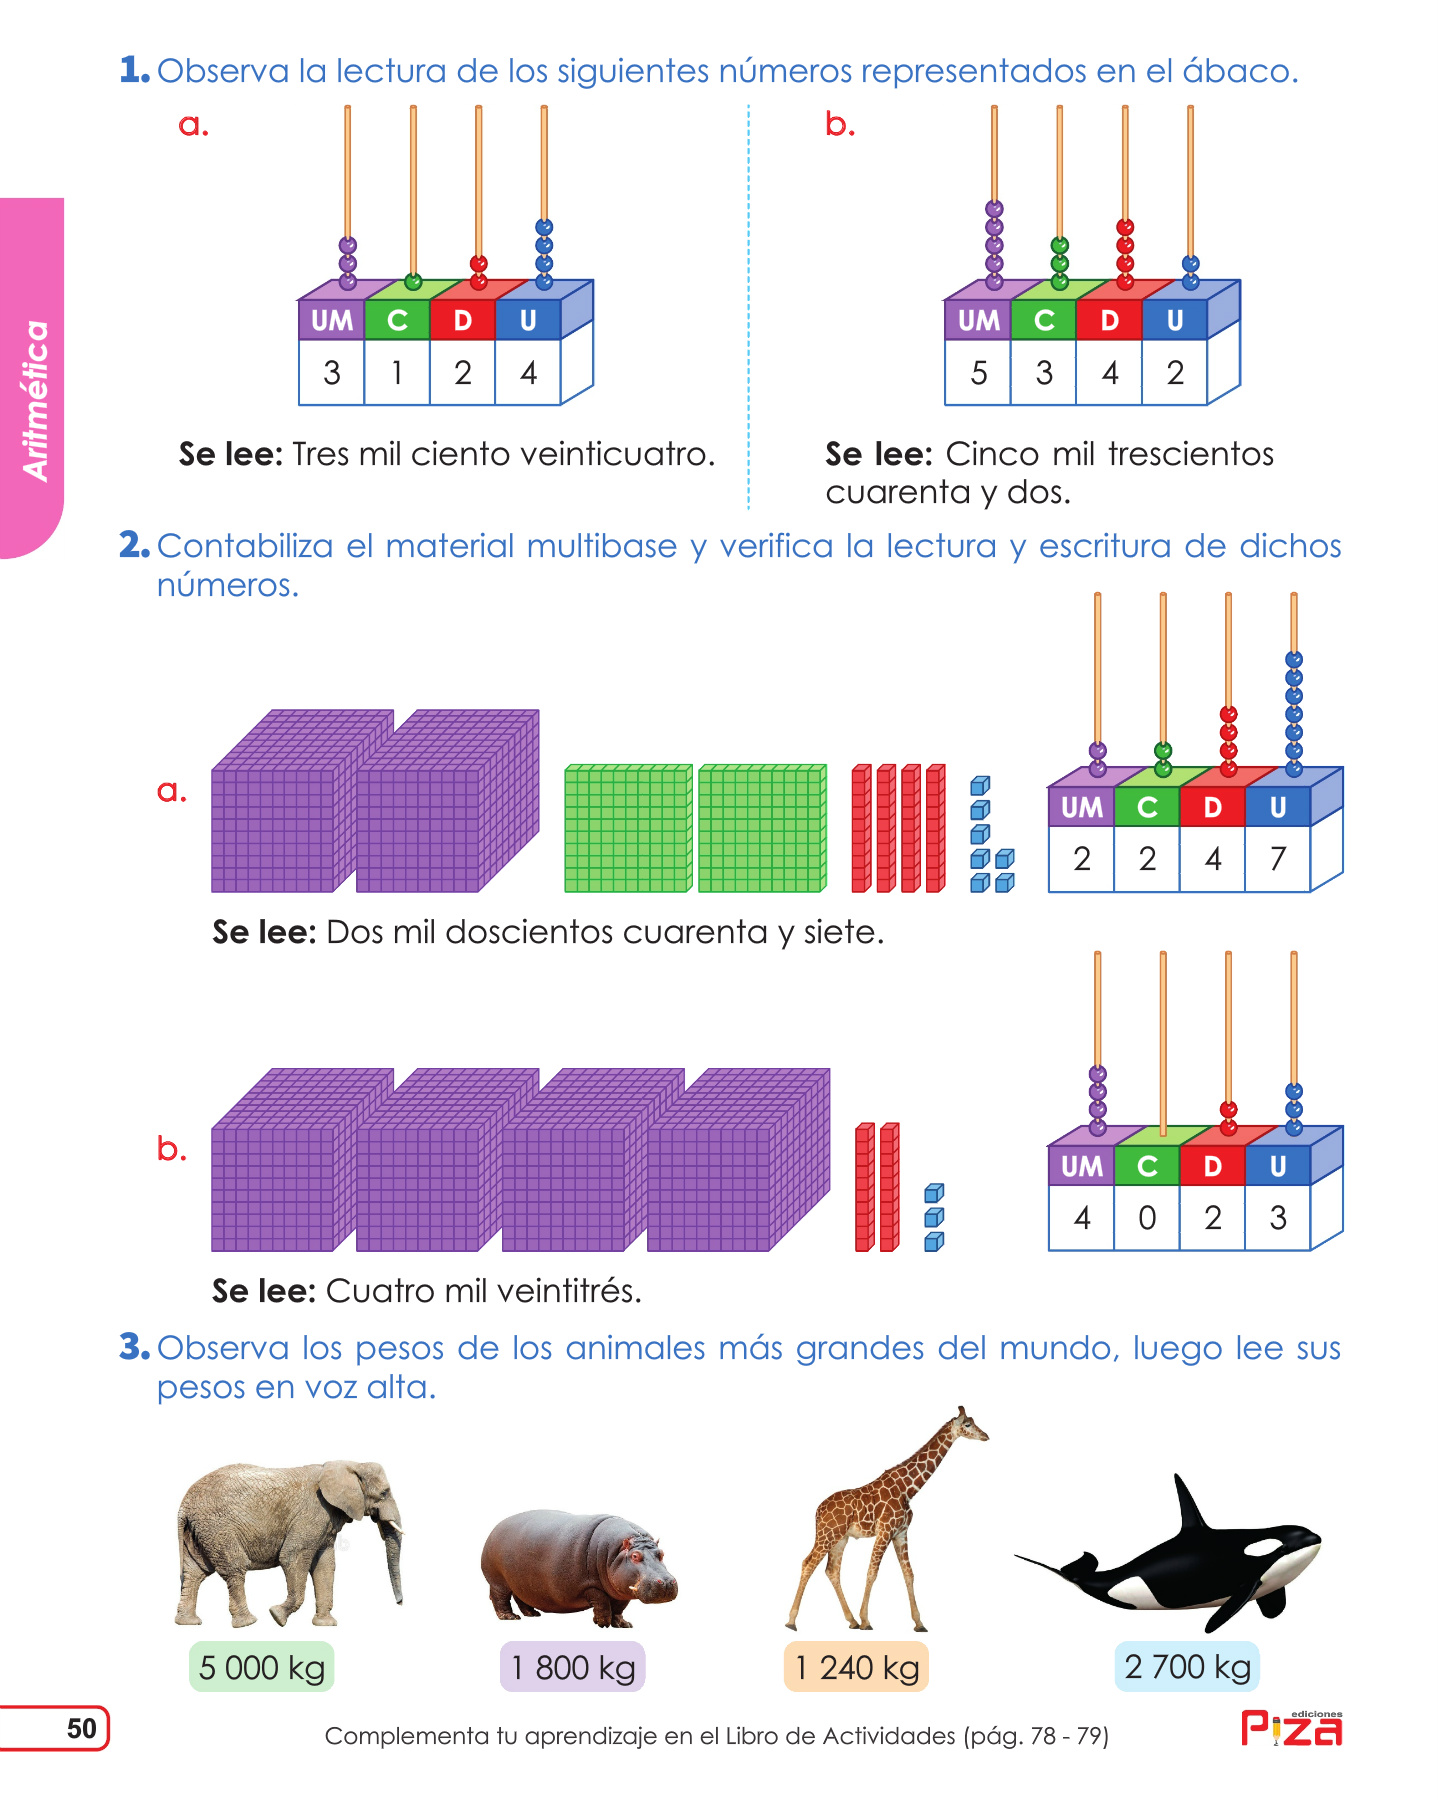 1. Observa la lectura de los siguientes números representados en el ábaco.
a.
UM C D U
3 1 2 4
Se lee: Tres mil ciento veinticuatro.
b.
UM C D U
5 3 4 2
Se lee: Cinco mil trescientos
cuarenta y dos.
Aritmética
2. Contabiliza el material multibase y verifica la lectura y escritura de dichos
números.
a.
UM C D U
2 2 4 7
Se lee: Dos mil doscientos cuarenta y siete.
b.
UM C D U
4 0 2 3
Se lee: Cuatro mil veintitrés.
3. Observa los pesos de los animales más grandes del mundo, luego lee sus
pesos en voz alta.
5 000 kg
1 800 kg
1 240 kg
2 700 kg
50
Complementa tu aprendizaje en el Libro de Actividades (pág. 78 - 79)
ediciones
PIZA